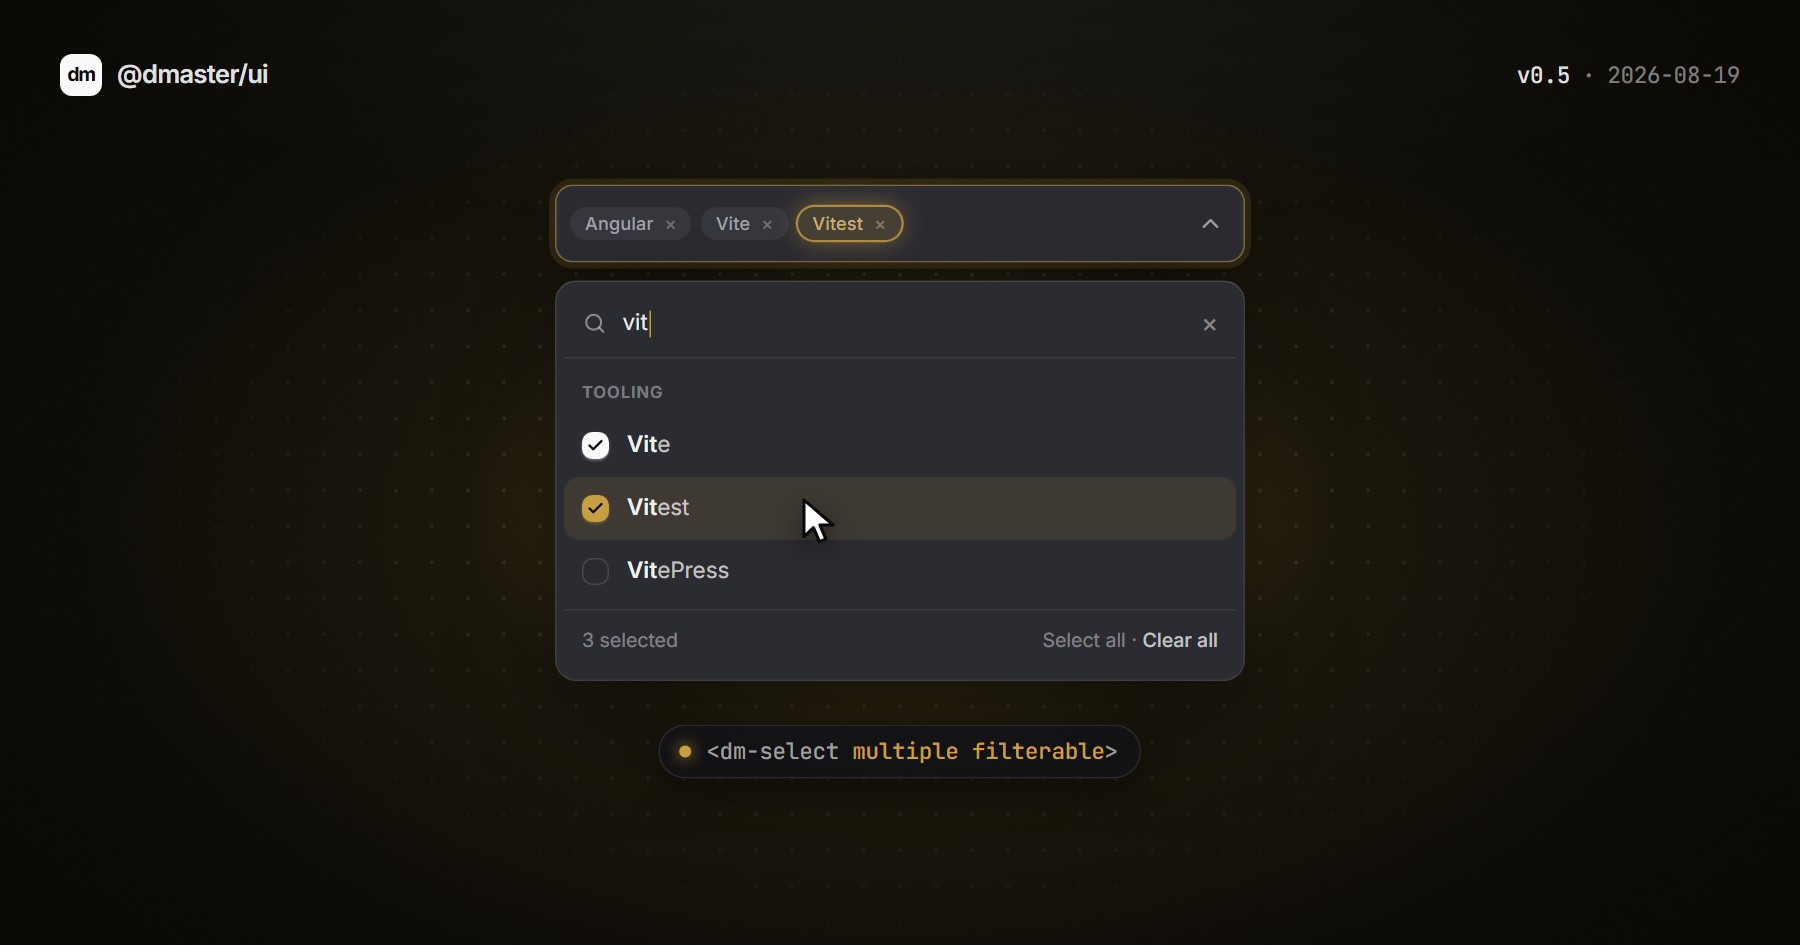 dm @dmaster/ui
v0.5 · 2026-08-19
Angular × Vite × Vitest ×
vit
TOOLING
Vite
Vitest
VitePress
3 selected
Select all · Clear all
<dm-select multiple filterable>